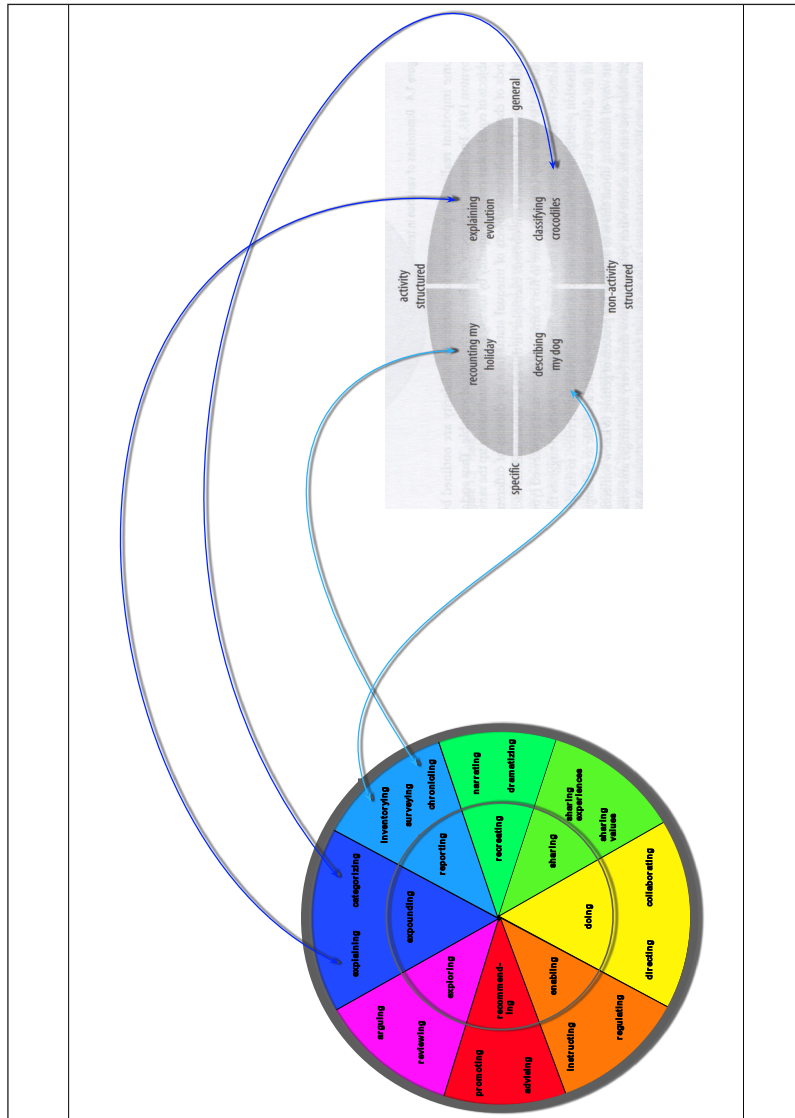 general
explaining
evolution
classifying
crocodiles
activity
structured
non-activity
structured
recounting my
holiday
describing
my dog
specific
explaining
categorizing
expounding
inventorying
surveying
chronicling
reporting
narrating
dramatizing
recreating
sharing
experiences
sharing
values
sharing
collaborating
directing
doing
regulating
instructing
enabling
advising
promoting
recommend-
ing
reviewing
arguing
exploring